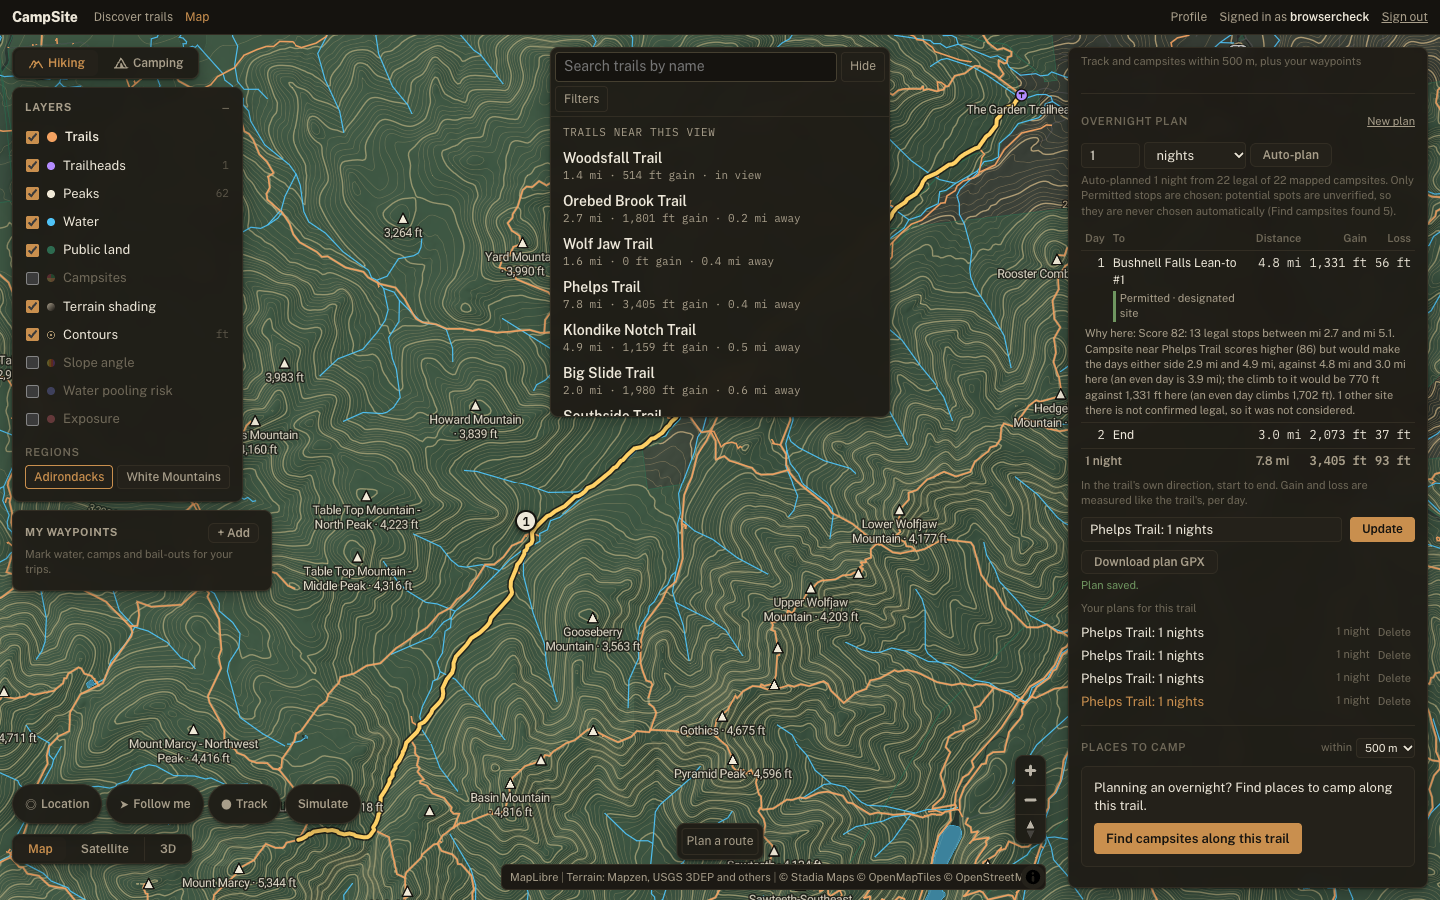 CampSite
Discover trails
Map
Profile
Signed in as browsercheck
Sign out
Hiking
Camping
LAYERS
Trails
Trailheads 1
Peaks 62
Water
Public land
Campsites
Terrain shading
Contours ft
Slope angle
Water pooling risk
Exposure
REGIONS
Adirondacks
White Mountains
MY WAYPOINTS
+ Add
Mark water, camps and bail-outs for your
trips.
Search trails by name
Hide
Filters
TRAILS NEAR THIS VIEW
Woodsfall Trail
1.4 mi · 514 ft gain · in view
Orebed Brook Trail
2.7 mi · 1,801 ft gain · 0.2 mi away
Wolf Jaw Trail
1.6 mi · 0 ft gain · 0.4 mi away
Phelps Trail
7.8 mi · 3,405 ft gain · 0.4 mi away
Klondike Notch Trail
4.9 mi · 1,159 ft gain · 0.5 mi away
Big Slide Trail
2.0 mi · 1,980 ft gain · 0.6 mi away
Southside Trail
T
The Garden Trailhea
3,264 ft
Yard Mounta
3,990 ft
Rooster Comb
3,983 ft
Howard Mountain
· 3,839 ft
s Mountain
4,160 ft
Hedge
Mountain ·
Table Top Mountain -
North Peak · 4,223 ft
1
Lower Wolfjaw
Mountain · 4,177 ft
Table Top Mountain -
Middle Peak · 4,316 ft
Upper Wolfjaw
Mountain · 4,203 ft
Gooseberry
Mountain · 3,563 ft
4,711 ft
Mount Marcy - Northwest
Peak · 4,416 ft
Gothics · 4,675 ft
Pyramid Peak · 4,596 ft
Basin Mountain
· 4,816 ft
18 ft
Mount Marcy · 5,344 ft
Sawteeth · 4,134 ft
Sawteeth-Southeast
Location
Follow me
Track
Simulate
Map
Satellite
3D
Plan a route
MapLibre | Terrain: Mapzen, USGS 3DEP and others | © Stadia Maps © OpenMapTiles © OpenStreetM
Track and campsites within 500 m, plus your waypoints
OVERNIGHT PLAN
New plan
1
nights
Auto-plan
Auto-planned 1 night from 22 legal of 22 mapped campsites. Only
Permitted stops are chosen: potential spots are unverified, so
they are never chosen automatically (Find campsites found 5).
Day To Distance Gain Loss
1 Bushnell Falls Lean-to 4.8 mi 1,331 ft 56 ft
#1
Permitted · designated
site
Why here: Score 82: 13 legal stops between mi 2.7 and mi 5.1.
Campsite near Phelps Trail scores higher (86) but would make
the days either side 2.9 mi and 4.9 mi, against 4.8 mi and 3.0 mi
here (an even day is 3.9 mi); the climb to it would be 770 ft
against 1,331 ft here (an even day climbs 1,702 ft). 1 other site
there is not confirmed legal, so it was not considered.
2 End 3.0 mi 2,073 ft 37 ft
1 night 7.8 mi 3,405 ft 93 ft
In the trail's own direction, start to end. Gain and loss are
measured like the trail's, per day.
Phelps Trail: 1 nights
Update
Download plan GPX
Plan saved.
Your plans for this trail
Phelps Trail: 1 nights 1 night Delete
Phelps Trail: 1 nights 1 night Delete
Phelps Trail: 1 nights 1 night Delete
Phelps Trail: 1 nights 1 night Delete
PLACES TO CAMP
within 500 m
Planning an overnight? Find places to camp along
this trail.
Find campsites along this trail